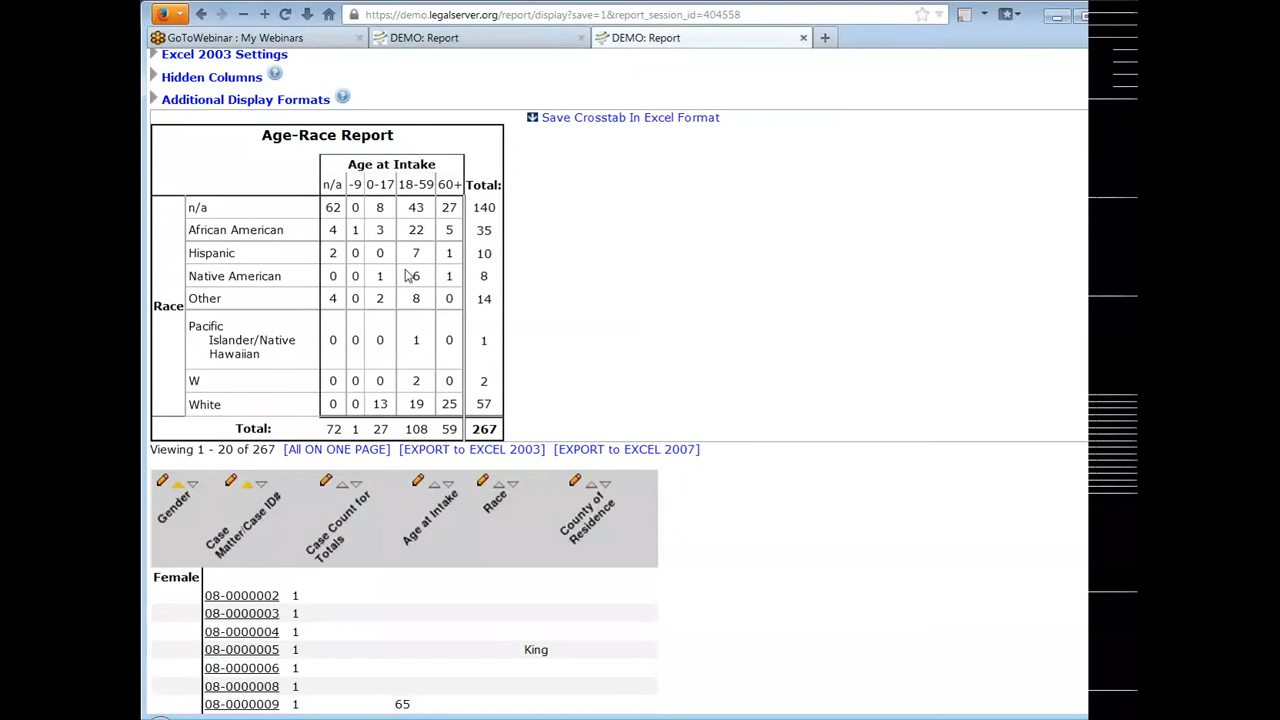 https://demo.legalserver.org/report/display?save=1&report_session_id=404558
GoToWebinar : My Webinars DEMO: Report DEMO: Report
Excel 2003 Settings
Hidden Columns
Additional Display Formats
Save Crosstab In Excel Format
Age-Race Report
Age at Intake
n/a -9 0-17 18-59 60+ Total:
n/a 62 0 8 43 27 140
African American 4 1 3 22 5 35
Hispanic 2 0 0 7 1 10
Native American 0 0 1 6 1 8
Race
Other 4 0 2 8 0 14
Pacific
Islander/Native 0 0 0 1 0 1
Hawaiian
W 0 0 0 2 0 2
White 0 0 13 19 25 57
Total: 72 1 27 108 59 267
Viewing 1 - 20 of 267 [All ON ONE PAGE] [EXPORT to EXCEL 2003] [EXPORT to EXCEL 2007]
Gender
Case
Matter/Case ID#
Case Count for
Totals
Age at Intake
Race
County of
Residence
Female
08-0000002 1
08-0000003 1
08-0000004 1
08-0000005 1 King
08-0000006 1
08-0000008 1
08-0000009 1 65